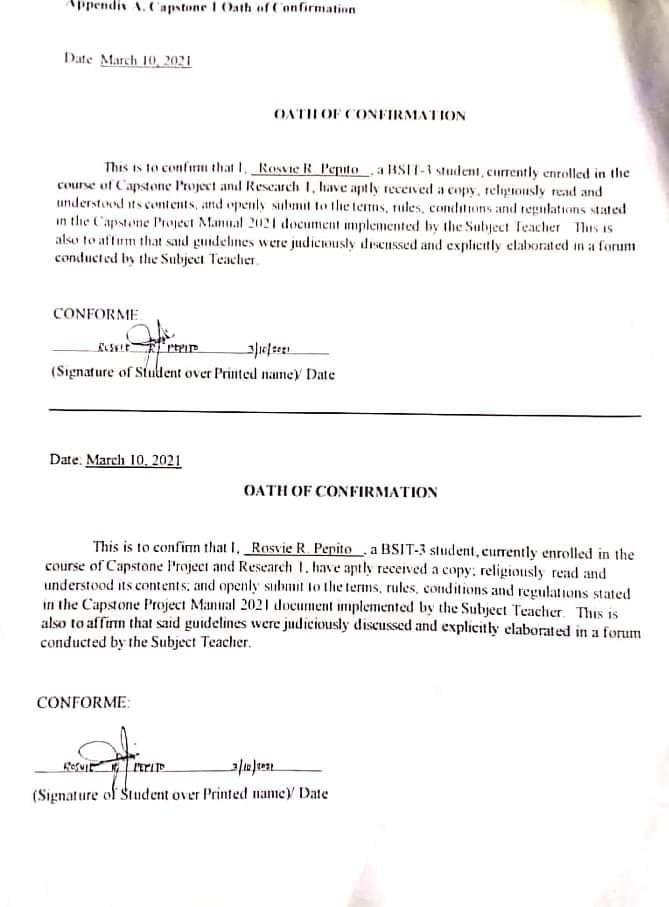 Appendix A. Capstone 1 Oath of Confirmation
Date March 10, 2021
OATH OF CONFIRMATION
This is to confirm that I, Rosvie R. Pepito , a BSIT-3 student, currently enrolled in the
course of Capstone Project and Research 1, have aptly received a copy, religiously read and
understood its contents, and openly submit to the terms, rules, conditions and regulations stated
in the Capstone Project Manual 2021 document implemented by the Subject Teacher. This is
also to affirm that said guidelines were judiciously discussed and explicitly elaborated in a forum
conducted by the Subject Teacher.
CONFORME
ROSVIE R. PEPITO 3/10/2021
(Signature of Student over Printed name)/ Date
Date: March 10, 2021
OATH OF CONFIRMATION
This is to confirm that I, Rosvie R. Pepito , a BSIT-3 student, currently enrolled in the
course of Capstone Project and Research 1, have aptly received a copy; religiously read and
understood its contents; and openly submit to the terms, rules, conditions and regulations stated
in the Capstone Project Manual 2021 document implemented by the Subject Teacher. This is
also to affirm that said guidelines were judiciously discussed and explicitly elaborated in a forum
conducted by the Subject Teacher.
CONFORME:
ROSVIE R. PEPITO 3/10/2021
(Signature of Student over Printed name)/ Date